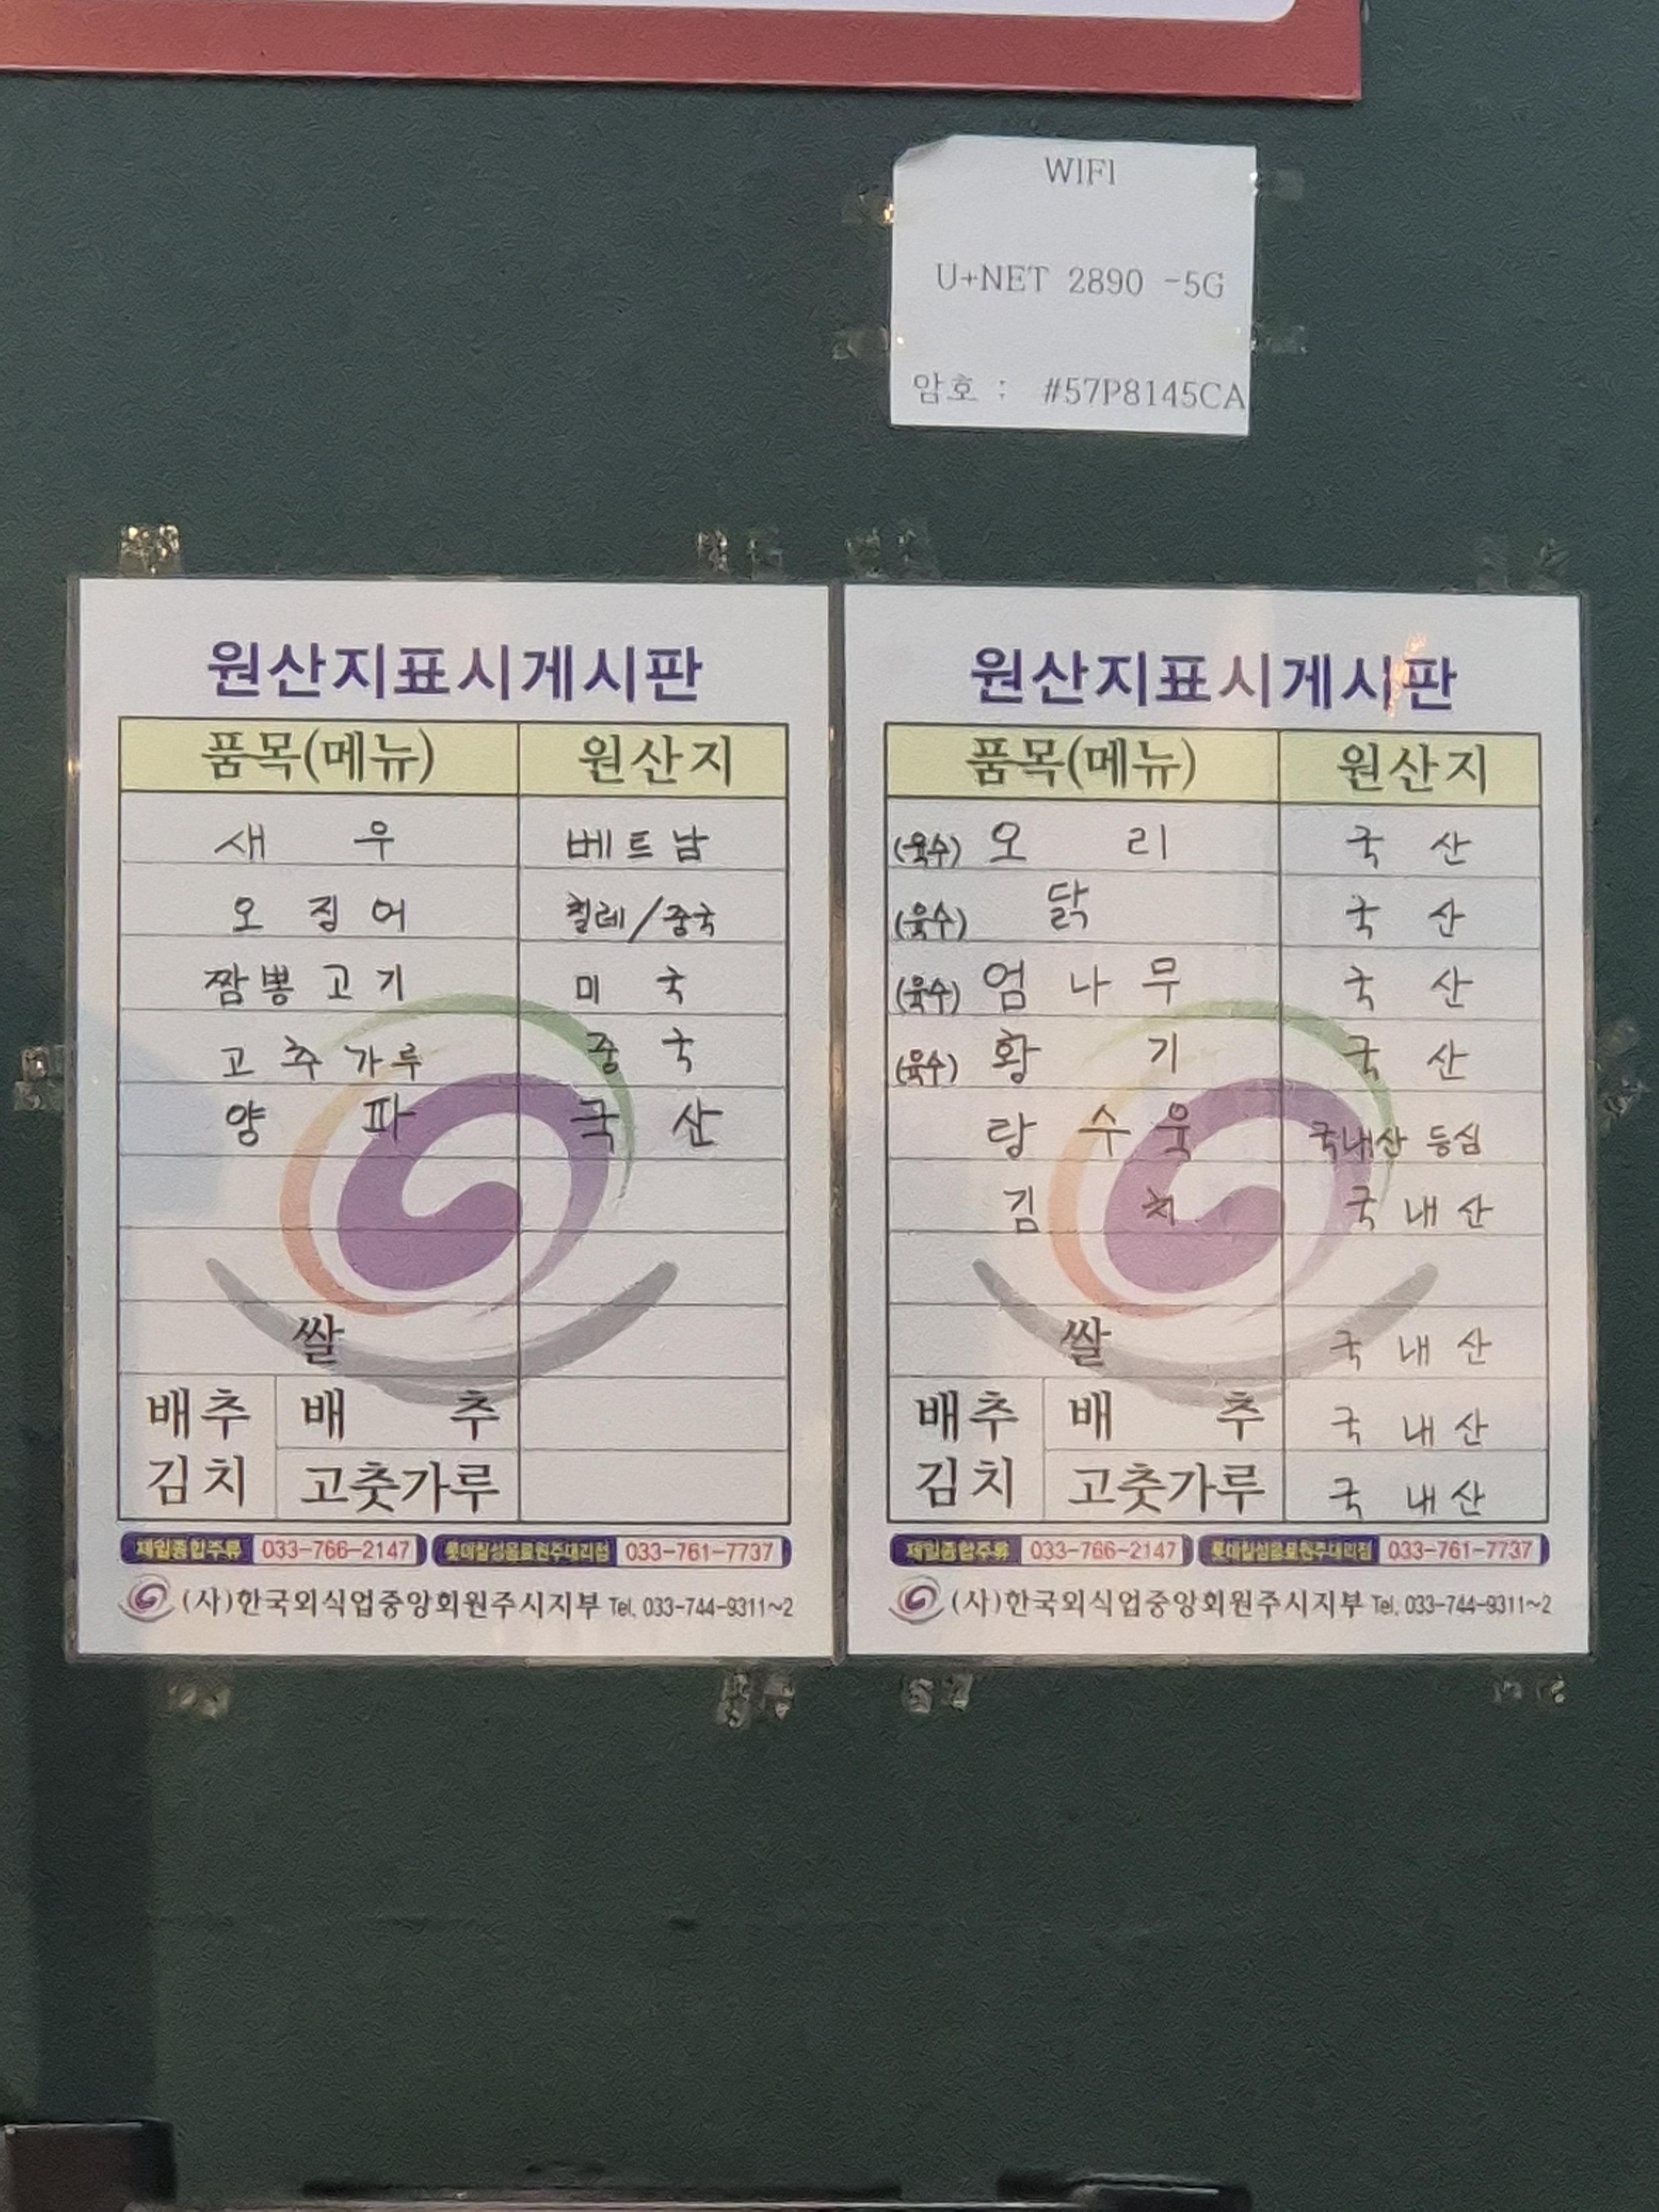 WIFI
U+NET 2890 -5G
암호 : #57P8145CA
원산지표시게시판
품목(메뉴) 원산지
새우 베트남
오징어 칠레/중국
짬뽕고기 미국
고추가루 중국
양파 국산
쌀
배추김치 배추
고춧가루
제일종합주류 033-766-2147 롯데칠성음료원주대리점 033-761-7737
(사)한국외식업중앙회원주시지부 Tel. 033-744-9311~2
원산지표시게시판
품목(메뉴) 원산지
(육수) 오리 국산
(육수) 닭 국산
(육수) 엄나무 국산
(육수) 황기 국산
탕수육 국내산 등심
김치 국내산
쌀 국내산
배추김치 배추 국내산
고춧가루 국내산
제일종합주류 033-766-2147 롯데칠성음료원주대리점 033-761-7737
(사)한국외식업중앙회원주시지부 Tel. 033-744-9311~2